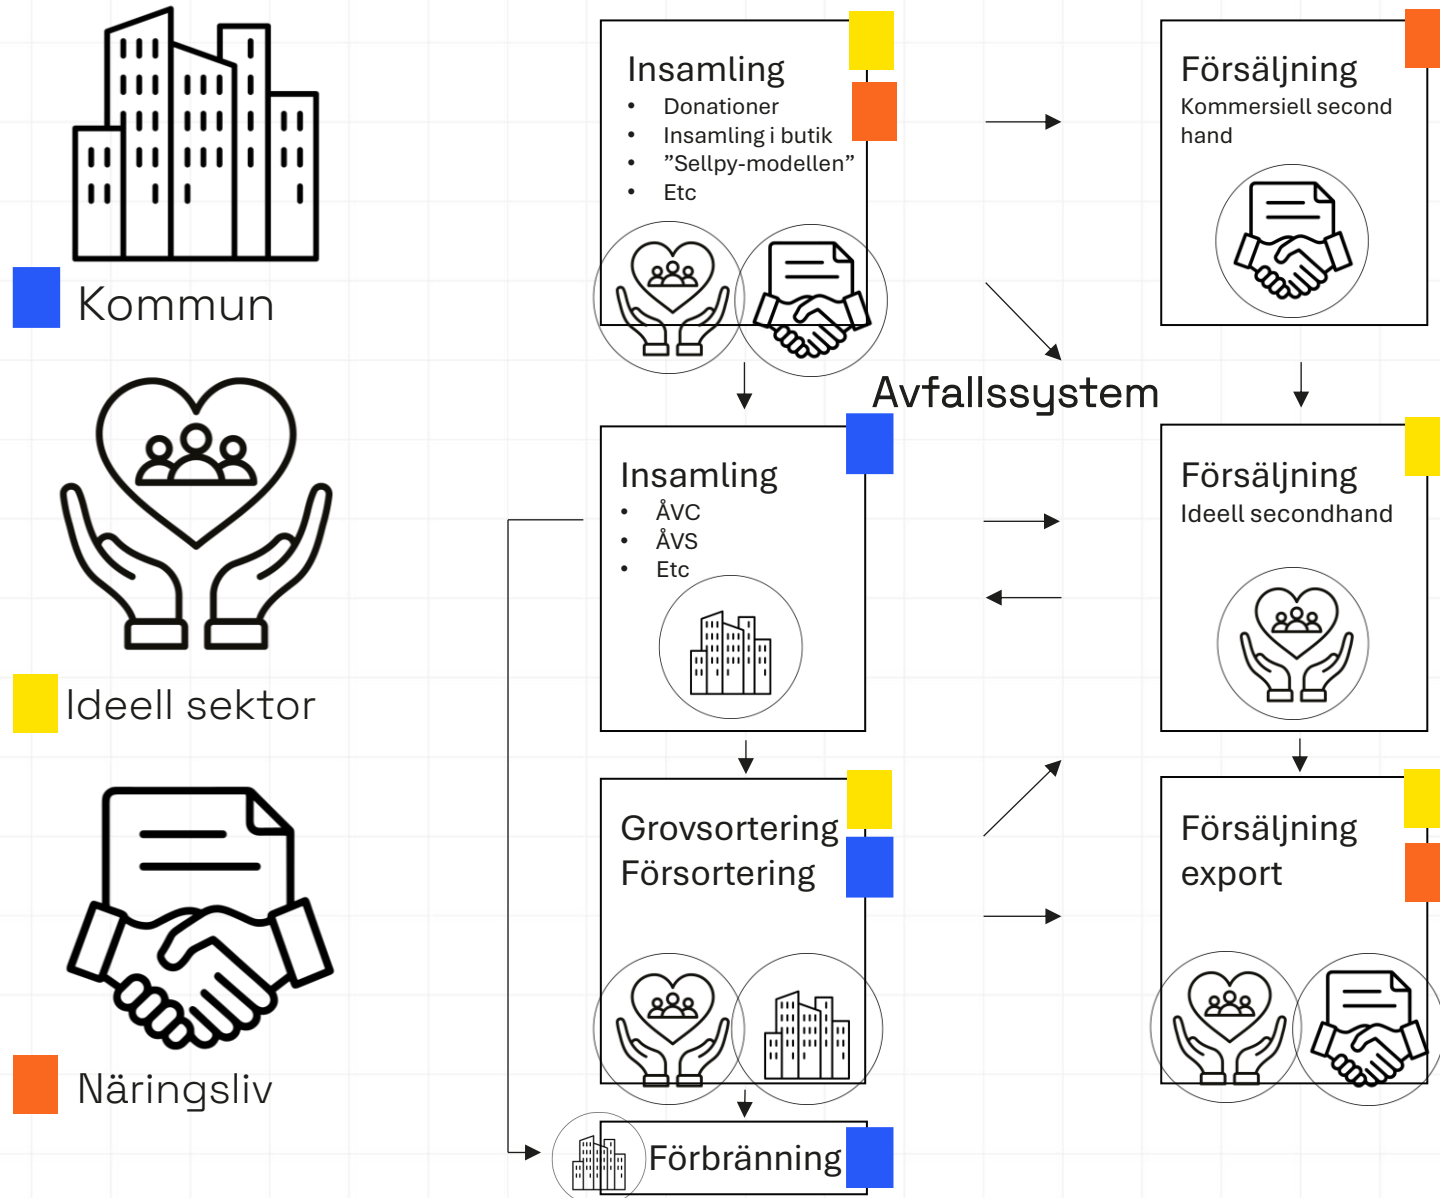 Kommun
Ideell sektor
Näringsliv
Insamling
• Donationer
• Insamling i butik
• ”Sellpy-modellen”
• Etc
Försäljning
Kommersiell second
hand
Avfallssystem
Insamling
• ÅVC
• ÅVS
• Etc
Försäljning
Ideell secondhand
Grovsortering
Försortering
Försäljning
export
Förbränning